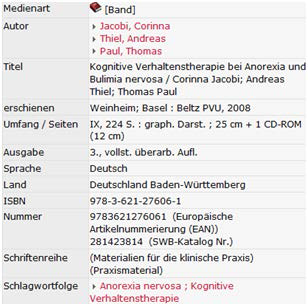 Medienart [Band]
Autor Jacobi, Corinna
Thiel, Andreas
Paul, Thomas
Titel Kognitive Verhaltenstherapie bei Anorexia und
Bulimia nervosa / Corinna Jacobi; Andreas
Thiel; Thomas Paul
erschienen Weinheim; Basel : Beltz PVU, 2008
Umfang / Seiten IX, 224 S. : graph. Darst. ; 25 cm + 1 CD-ROM
(12 cm)
Ausgabe 3., vollst. überarb. Aufl.
Sprache Deutsch
Land Deutschland Baden-Württemberg
ISBN 978-3-621-27606-1
Nummer 9783621276061 (Europäische
Artikelnummerierung (EAN))
281423814 (SWB-Katalog Nr.)
Schriftenreihe (Materialien für die klinische Praxis)
(Praxismaterial)
Schlagwortfolge Anorexia nervosa ; Kognitive
Verhaltenstherapie